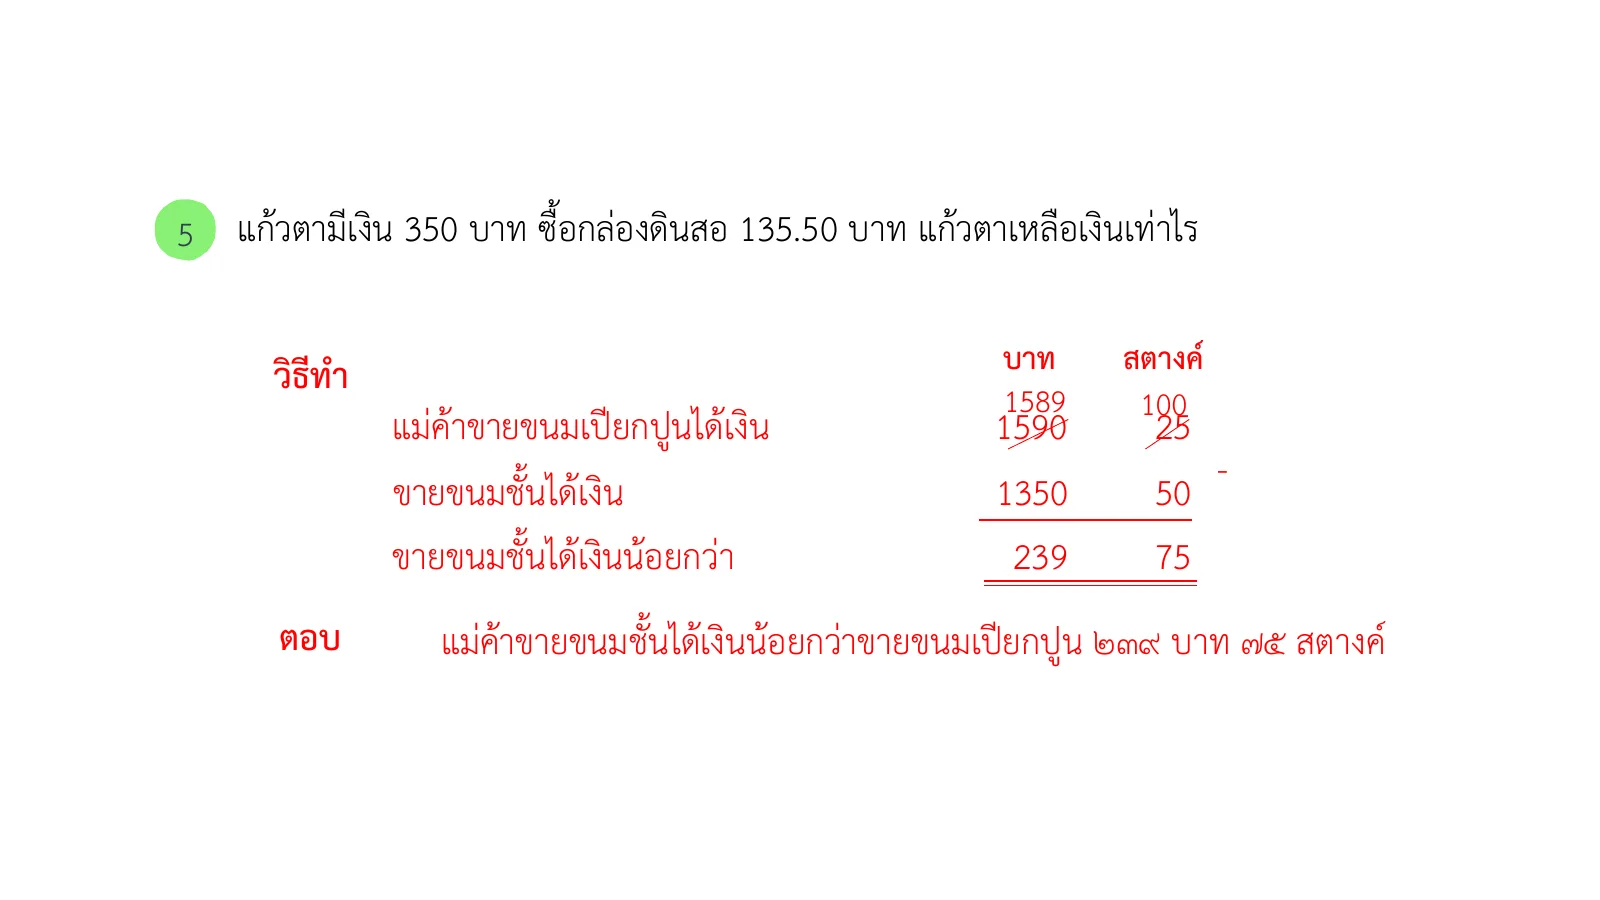 5 แก้วตามีเงิน 350 บาท ซื้อกล่องดินสอ 135.50 บาท แก้วตาเหลือเงินเท่าไร
วิธีทำ บาท สตางค์
1589 100
แม่ค้าขายขนมเปียกปูนได้เงิน 1590 25
-
ขายขนมชั้นได้เงิน 1350 50
ขายขนมชั้นได้เงินน้อยกว่า 239 75
ตอบ แม่ค้าขายขนมชั้นได้เงินน้อยกว่าขายขนมเปียกปูน ๒๓๙ บาท ๗๕ สตางค์